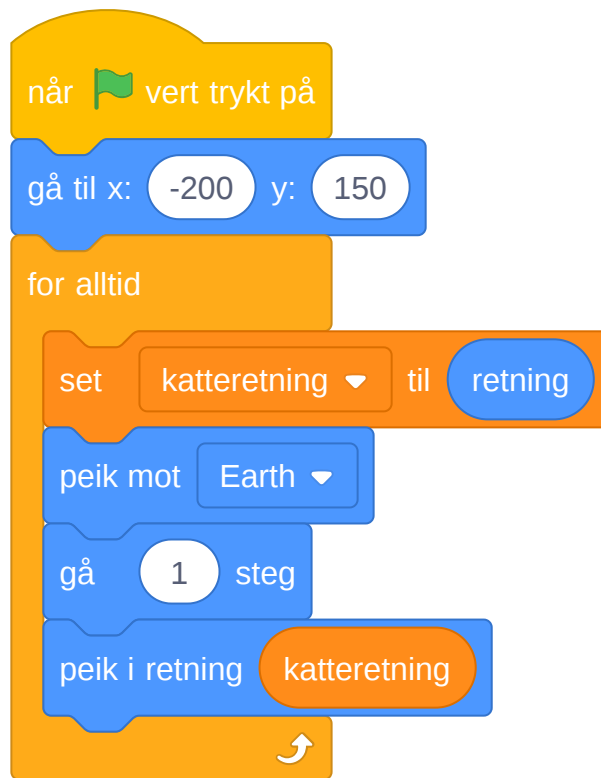 når vert trykt på
gå til x: -200 y: 150
for alltid
set katteretning til retning
peik mot Earth
gå 1 steg
peik i retning katteretning